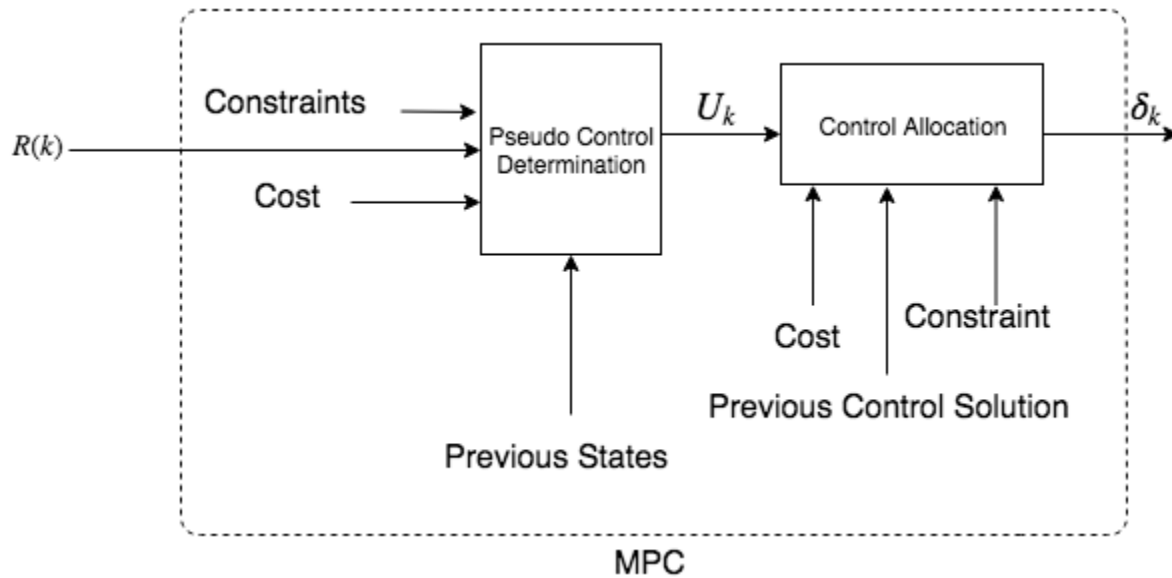 Constraints
R(k)
Cost
Pseudo Control
Determination
U_k
Control Allocation
δ_k
Cost
Constraint
Previous Control Solution
Previous States
MPC